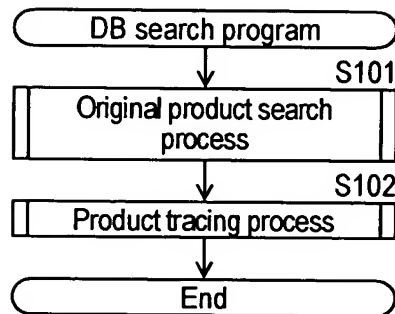 DB search program
S101
Original product search
process
S102
Product tracing process
End